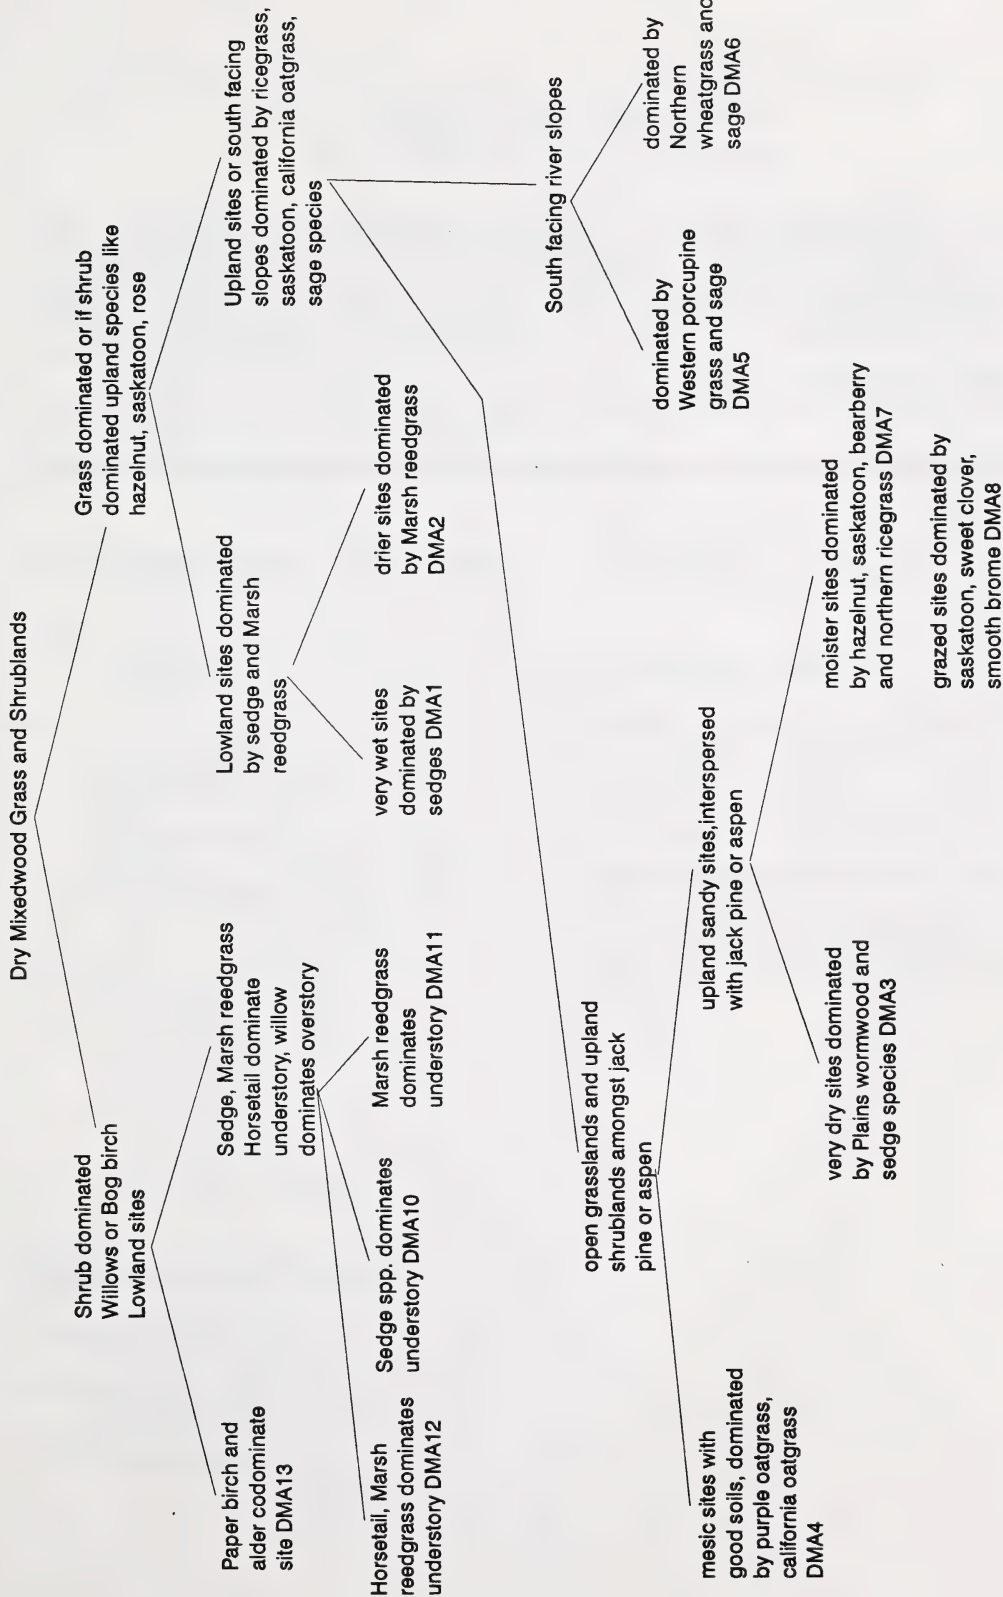 Dry Mixedwood Grass and Shrublands
Shrub dominated
Willows or Bog birch
Lowland sites
Grass dominated or if shrub
dominated upland species like
hazelnut, saskatoon, rose
Paper birch and
alder codominate
site DMA13
Sedge, Marsh reedgrass
Horsetail dominate
understory, willow
dominates overstory
Lowland sites dominated
by sedge and Marsh
reedgrass
Upland sites or south facing
slopes dominated by ricegrass,
saskatoon, california oatgrass,
sage species
Horsetail, Marsh
reedgrass dominates
understory DMA12
Sedge spp. dominates
understory DMA10
Marsh reedgrass
dominates
understory DMA11
very wet sites
dominated by
sedges DMA1
drier sites dominated
by Marsh reedgrass
DMA2
open grasslands and upland
shrublands amongst jack
pine or aspen
South facing river slopes
mesic sites with
good soils, dominated
by purple oatgrass,
california oatgrass
DMA4
upland sandy sites,interspersed
with jack pine or aspen
dominated by
Western porcupine
grass and sage
DMA5
dominated by
Northern
wheatgrass and
sage DMA6
very dry sites dominated
by Plains wormwood and
sedge species DMA3
moister sites dominated
by hazelnut, saskatoon, bearberry
and northern ricegrass DMA7
grazed sites dominated by
saskatoon, sweet clover,
smooth brome DMA8